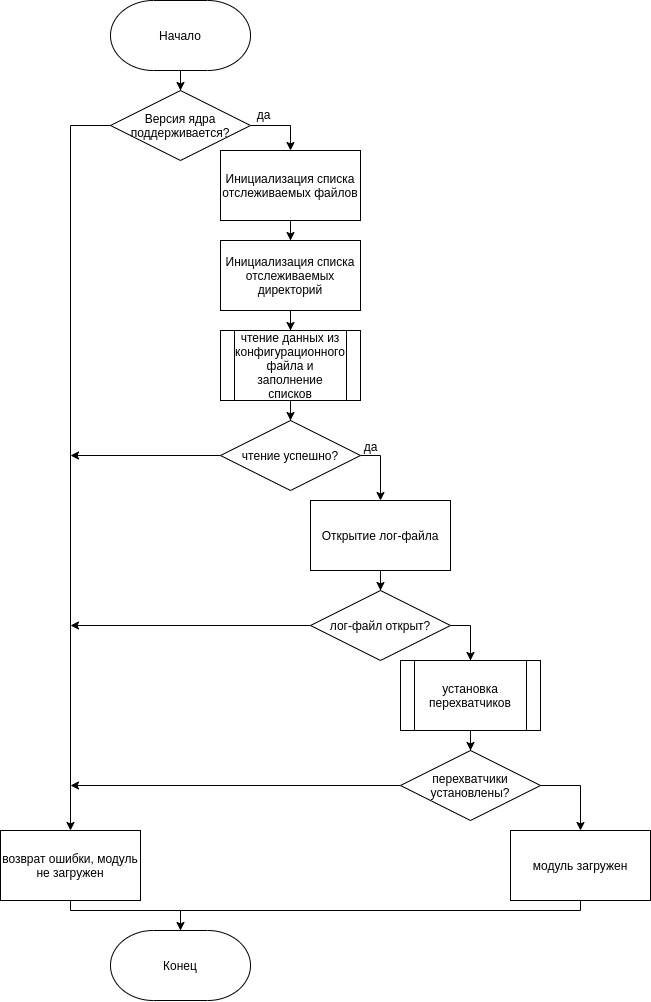 Начало
Версия ядра
поддерживается?
да
Инициализация списка
отслеживаемых файлов
Инициализация списка
отслеживаемых
директорий
чтение данных из
конфигурационного
файла и
заполнение
списков
чтение успешно?
да
Открытие лог-файла
лог-файл открыт?
установка
перехватчиков
перехватчики
установлены?
возврат ошибки, модуль
не загружен
модуль загружен
Конец